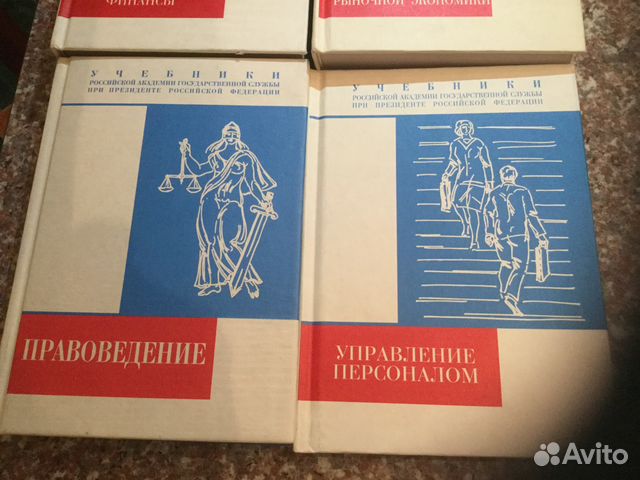 ФИНАНСЫ
РЫНОЧНОЙ ЭКОНОМИКИ
УЧЕБНИКИ
РОССИЙСКОЙ АКАДЕМИИ ГОСУДАРСТВЕННОЙ СЛУЖБЫ
ПРИ ПРЕЗИДЕНТЕ РОССИЙСКОЙ ФЕДЕРАЦИИ
ПРАВОВЕДЕНИЕ
УЧЕБНИКИ
РОССИЙСКОЙ АКАДЕМИИ ГОСУДАРСТВЕННОЙ СЛУЖБЫ
ПРИ ПРЕЗИДЕНТЕ РОССИЙСКОЙ ФЕДЕРАЦИИ
УПРАВЛЕНИЕ
ПЕРСОНАЛОМ
Avito